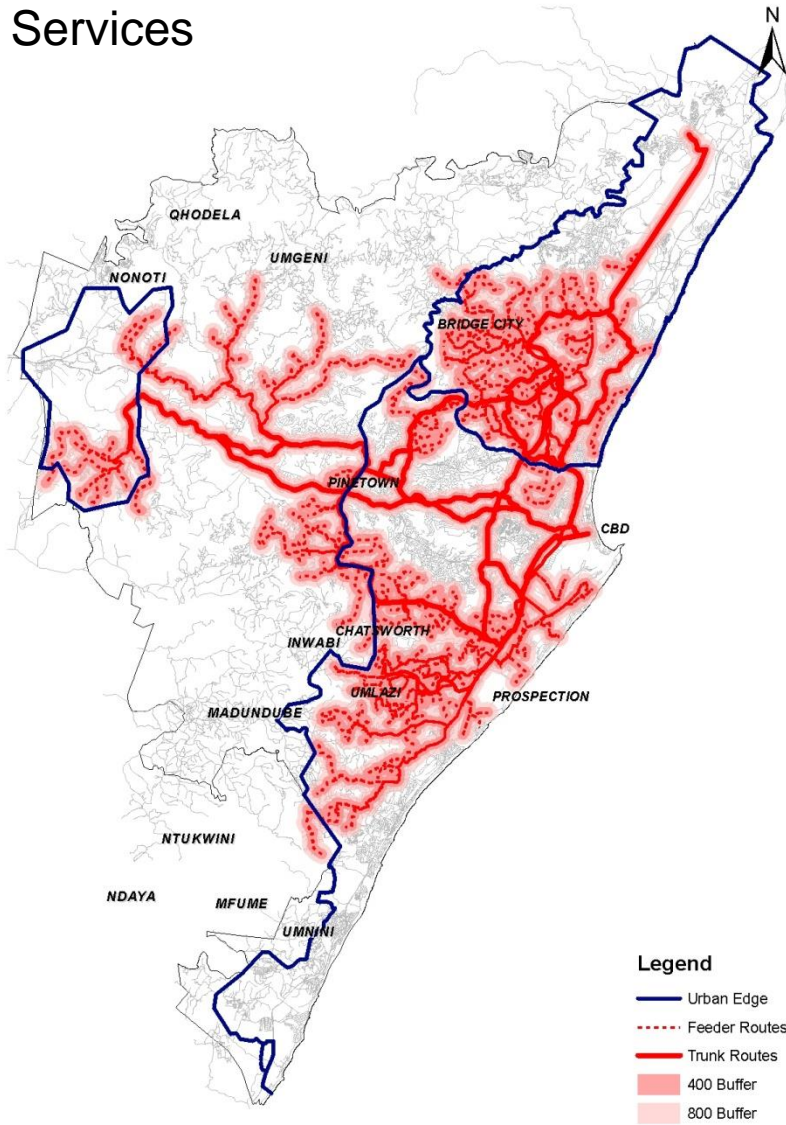 Services
N
QHODELA
UMGENI
NONOTI
BRIDGE CITY
PINETOWN
CBD
CHATSWORTH
INWABI
UMLAZI
PROSPECTION
MADUNDUBE
NTUKWINI
NDAYA
MFUME
UMNINI
Legend
Urban Edge
Feeder Routes
Trunk Routes
400 Buffer
800 Buffer